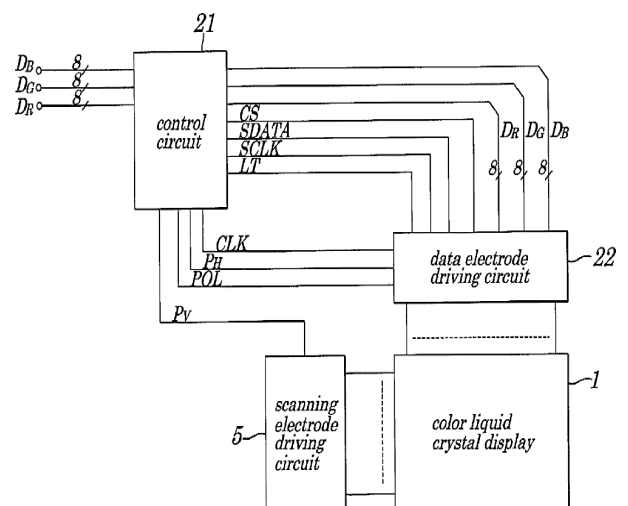 21
DB 8
DG 8
DR 8
control
circuit
CS
SDATA
SCLK
LT
DR DG DB
8 8 8
CLK
PH
POL
PV
data electrode
driving circuit
22
scanning
electrode
driving
circuit
5
color liquid
crystal display
1